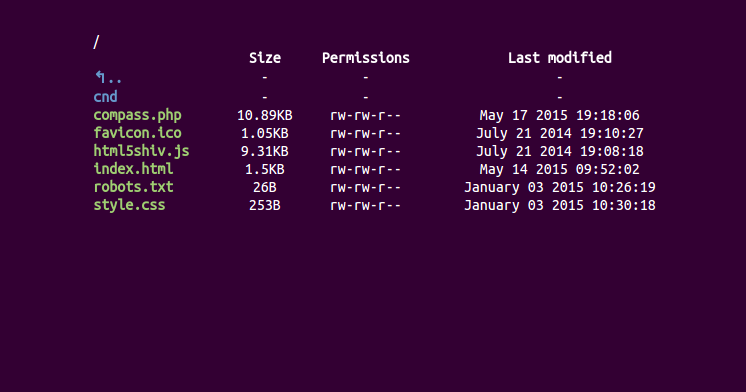 /
Size Permissions Last modified
↰.. - - -
cnd - - -
compass.php 10.89KB rw-rw-r-- May 17 2015 19:18:06
favicon.ico 1.05KB rw-rw-r-- July 21 2014 19:10:27
html5shiv.js 9.31KB rw-rw-r-- July 21 2014 19:08:18
index.html 1.5KB rw-rw-r-- May 14 2015 09:52:02
robots.txt 26B rw-rw-r-- January 03 2015 10:26:19
style.css 253B rw-rw-r-- January 03 2015 10:30:18